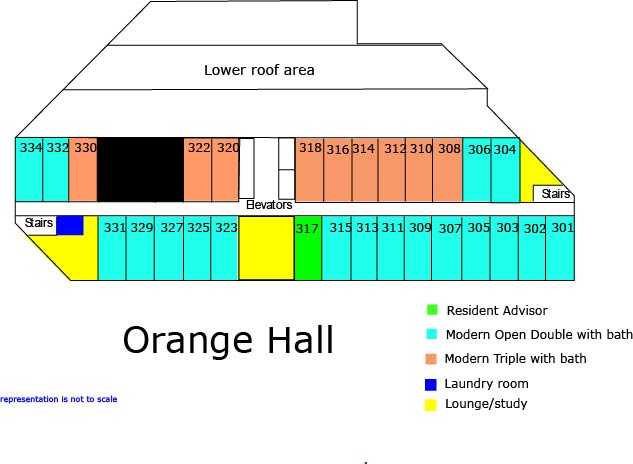 Lower roof area
334 332 330 322 320 318 316 314 312 310 308 306 304
Elevators
Stairs
Stairs
331 329 327 325 323 317 315 313 311 309 307 305 303 302 301
Resident Advisor
Modern Open Double with bath
Modern Triple with bath
Laundry room
Lounge/study
Orange Hall
representation is not to scale